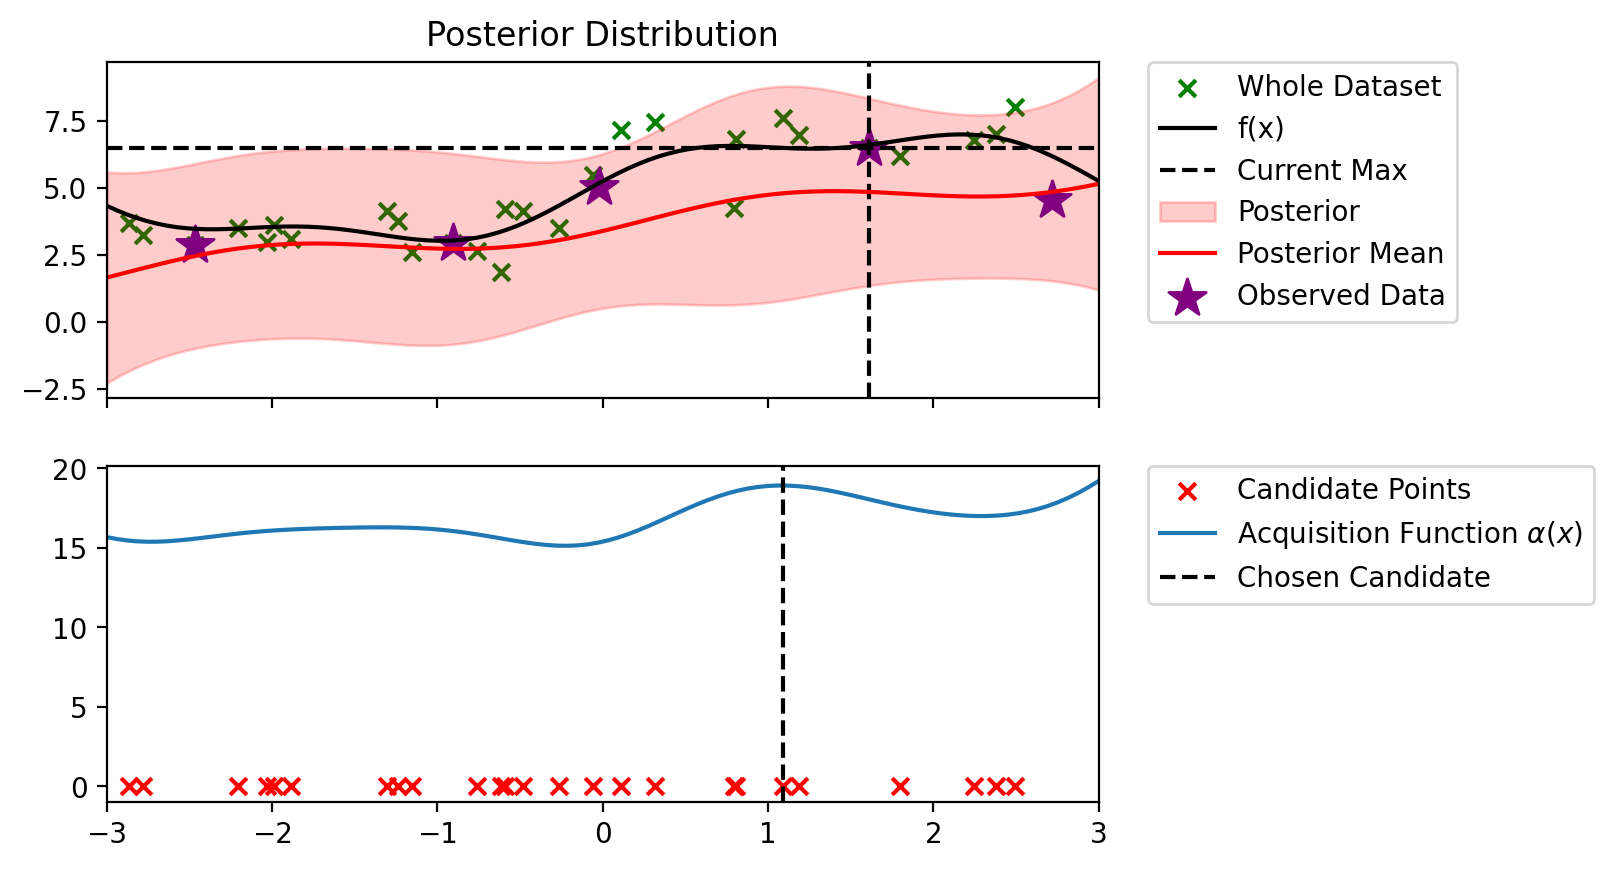 Posterior Distribution
7.5
5.0
2.5
0.0
−2.5
Whole Dataset
f(x)
Current Max
Posterior
Posterior Mean
Observed Data
20
15
10
5
0
−3 −2 −1 0 1 2 3
Candidate Points
Acquisition Function α(x)
Chosen Candidate